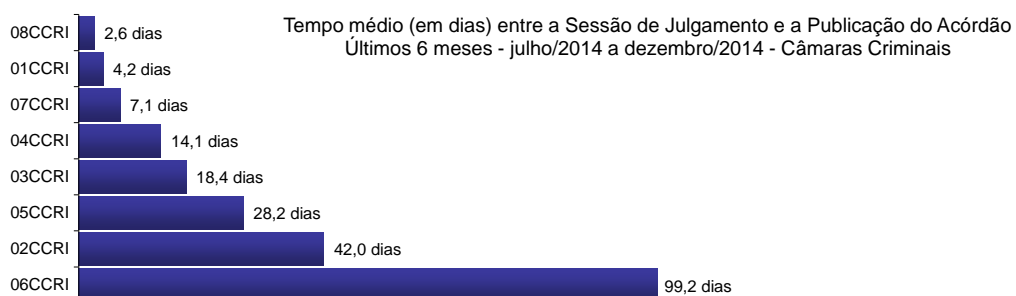 Tempo médio (em dias) entre a Sessão de Julgamento e a Publicação do Acórdão
Últimos 6 meses - julho/2014 a dezembro/2014 - Câmaras Criminais
08CCRI 2,6 dias
01CCRI 4,2 dias
07CCRI 7,1 dias
04CCRI 14,1 dias
03CCRI 18,4 dias
05CCRI 28,2 dias
02CCRI 42,0 dias
06CCRI 99,2 dias